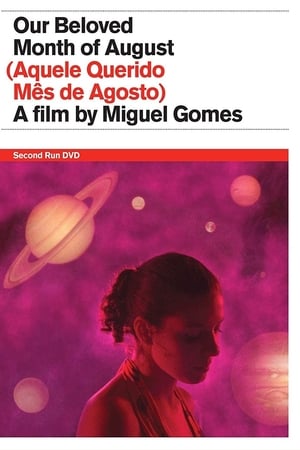 Our Beloved
Month of August
(Aquele Querido
Mês de Agosto)
A film by Miguel Gomes
Second Run DVD